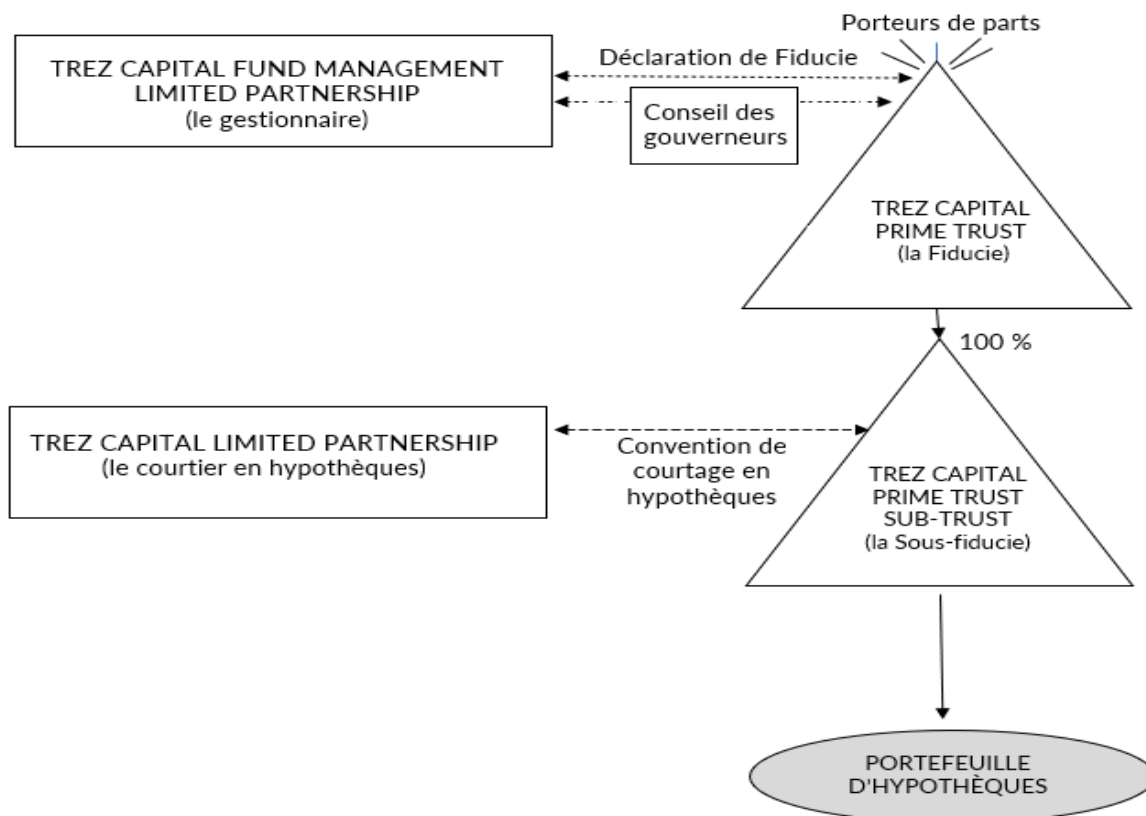 Porteurs de parts
TREZ CAPITAL FUND MANAGEMENT
LIMITED PARTNERSHIP
(le gestionnaire)
Déclaration de Fiducie
Conseil des
gouverneurs
TREZ CAPITAL
PRIME TRUST
(la Fiducie)
100 %
TREZ CAPITAL LIMITED PARTNERSHIP
(le courtier en hypothèques)
Convention de
courtage en
hypothèques
TREZ CAPITAL
PRIME TRUST
SUB-TRUST
(la Sous-fiducie)
PORTEFEUILLE
D'HYPOTHÈQUES